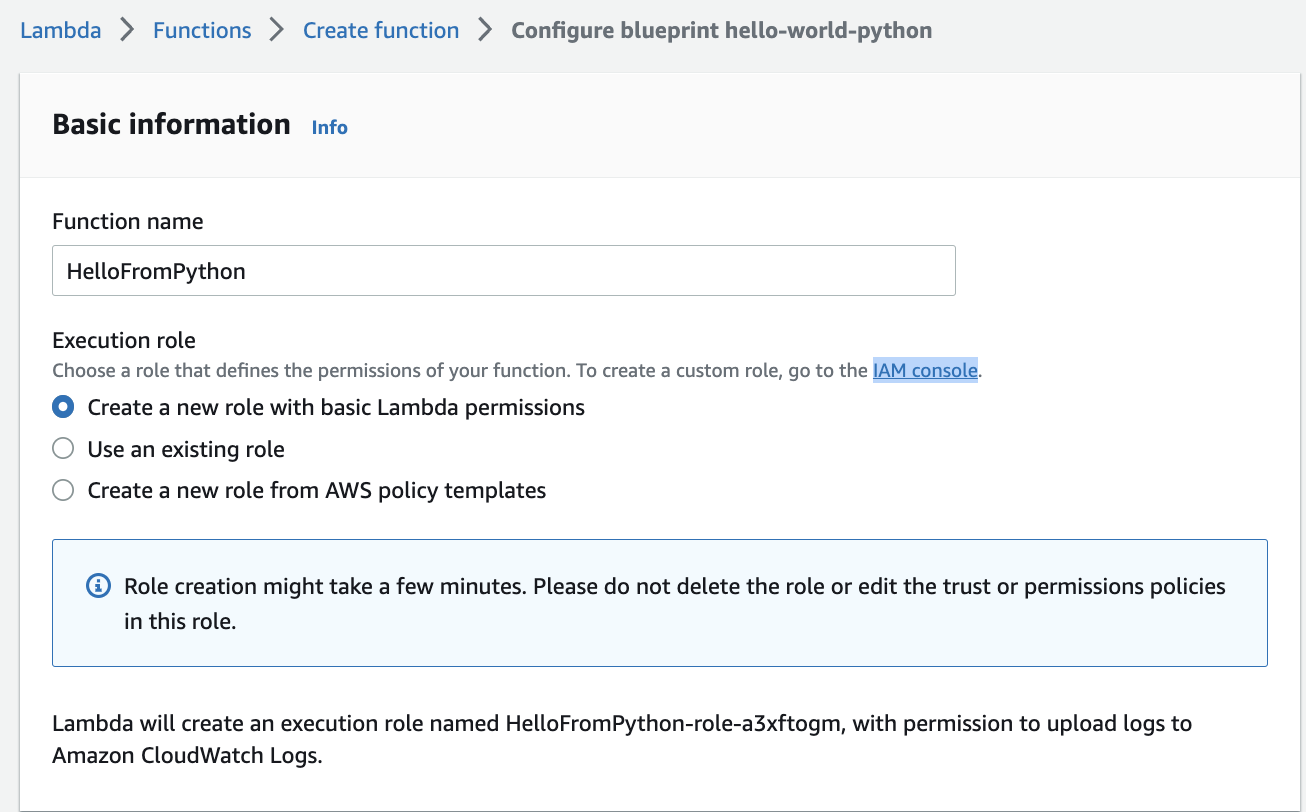 Lambda > Functions > Create function > Configure blueprint hello-world-python
Basic information Info
Function name
HelloFromPython
Execution role
Choose a role that defines the permissions of your function. To create a custom role, go to the IAM console.
Create a new role with basic Lambda permissions
Use an existing role
Create a new role from AWS policy templates
Role creation might take a few minutes. Please do not delete the role or edit the trust or permissions policies
in this role.
Lambda will create an execution role named HelloFromPython-role-a3xftogm, with permission to upload logs to
Amazon CloudWatch Logs.